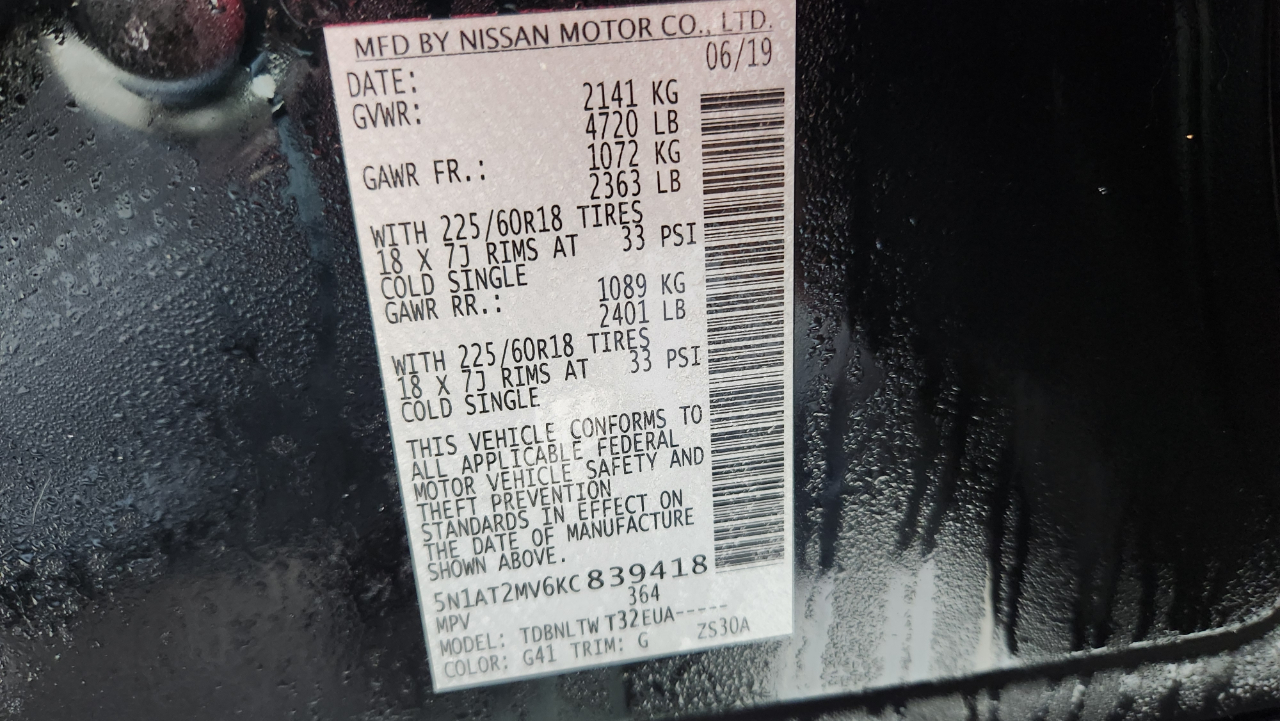 MFD BY NISSAN MOTOR CO., LTD.
DATE: 06/19
GVWR: 2141 KG
4720 LB
GAWR FR.: 1072 KG
2363 LB
WITH 225/60R18 TIRES
18 X 7J RIMS AT 33 PSI
COLD SINGLE
GAWR RR.: 1089 KG
2401 LB
WITH 225/60R18 TIRES
18 X 7J RIMS AT 33 PSI
COLD SINGLE
THIS VEHICLE CONFORMS TO
ALL APPLICABLE FEDERAL
MOTOR VEHICLE SAFETY AND
THEFT PREVENTION
STANDARDS IN EFFECT ON
THE DATE OF MANUFACTURE
SHOWN ABOVE.
5N1AT2MV6KC839418
MPV 364
MODEL: TDBNLTWT32EUA-----
COLOR: G41 TRIM: G ZS30A